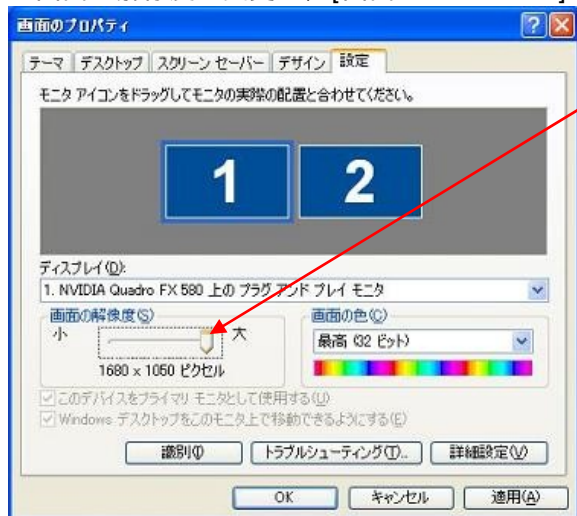 画面のプロパティ
テーマ デスクトップ スクリーン セーバー デザイン 設定
モニタ アイコンをドラッグしてモニタの実際の配置と合わせてください。
1 2
ディスプレイ(D):
1. NVIDIA Quadro FX 580 上の プラグ アンド プレイ モニタ
画面の解像度(S) 画面の色(C)
小 大 最高 (32 ビット)
1680 x 1050 ピクセル
このデバイスをプライマリ モニタとして使用する(U)
Windows デスクトップをこのモニタ上で移動できるようにする(E)
識別(I) トラブルシューティング(T)... 詳細設定(V)
OK キャンセル 適用(A)